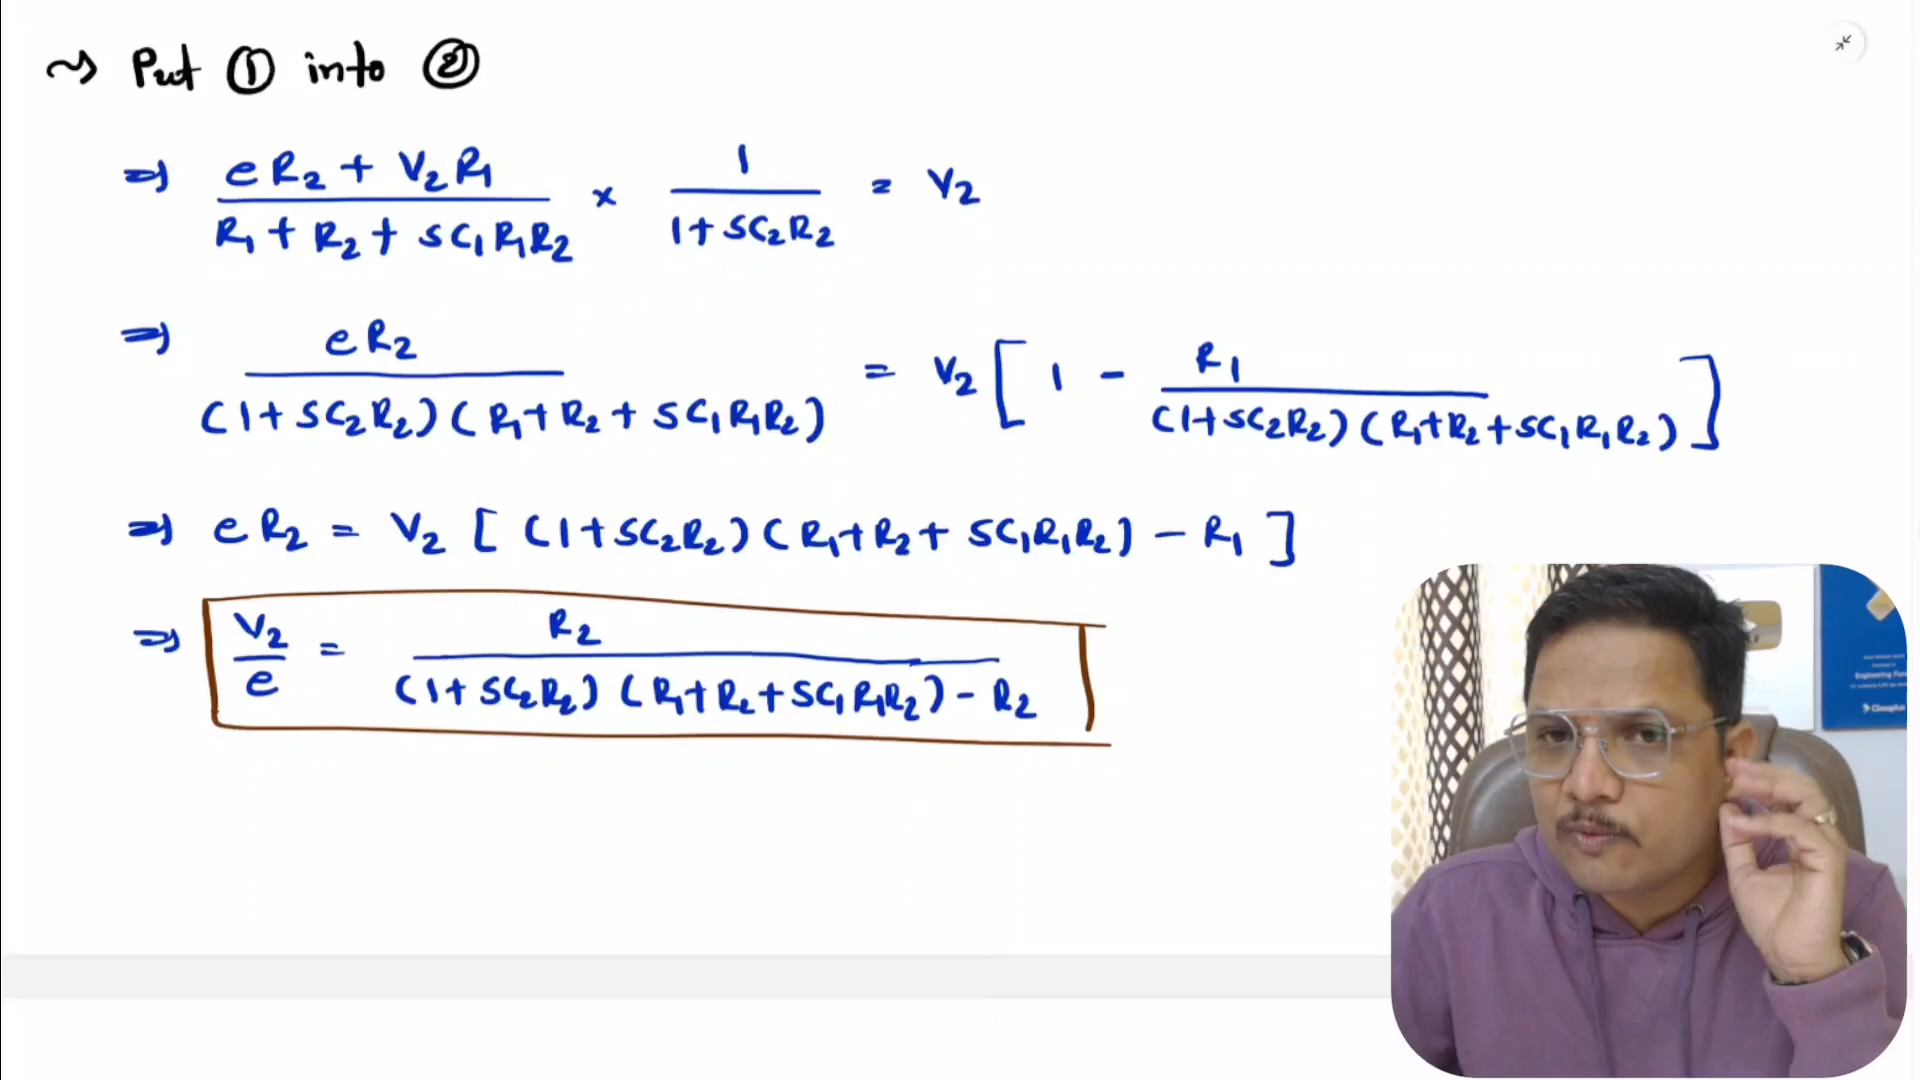 ~> Put ① into ②
⇒ (eR₂ + V₂R₁)/(R₁ + R₂ + SC₁R₁R₂) × 1/(1+SC₂R₂) = V₂
⇒ eR₂/((1+SC₂R₂)(R₁+R₂+SC₁R₁R₂)) = V₂[1 - R₁/((1+SC₂R₂)(R₁+R₂+SC₁R₁R₂))]
⇒ eR₂ = V₂ [(1+SC₂R₂)(R₁+R₂+SC₁R₁R₂) - R₁]
⇒ V₂/e = R₂/((1+SC₂R₂)(R₁+R₂+SC₁R₁R₂) - R₂)
Engineering
Classplus